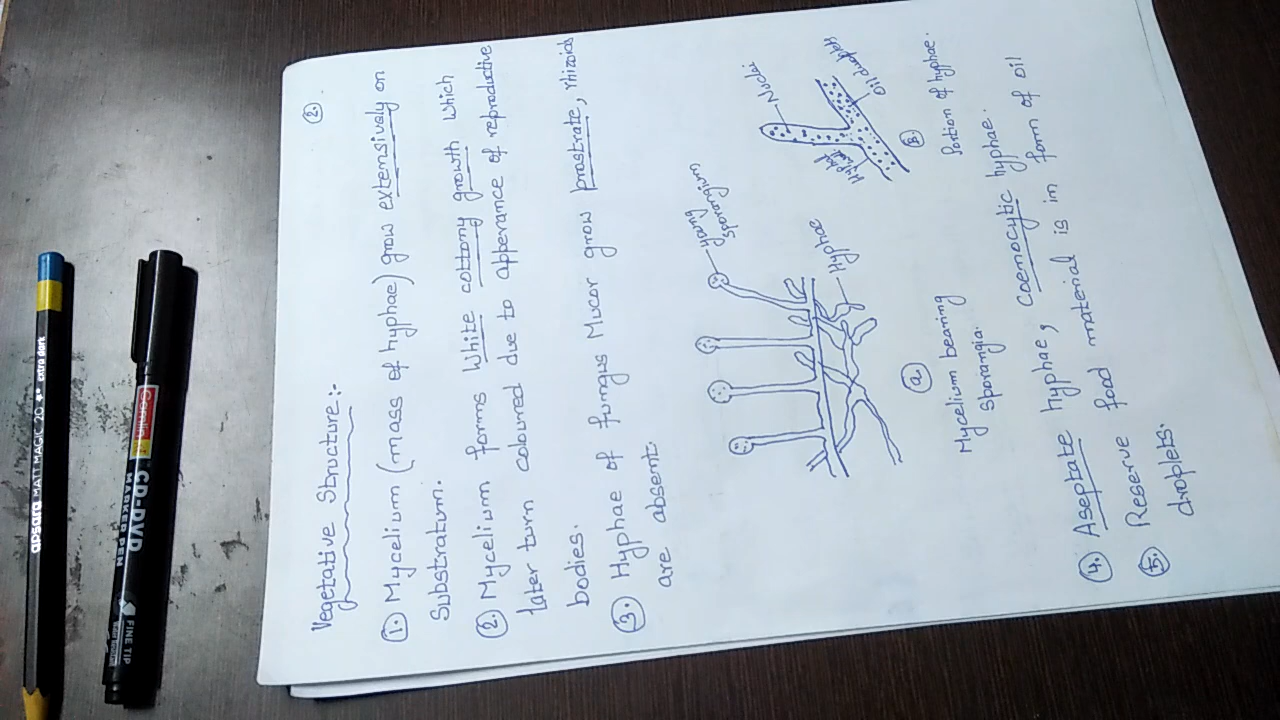 2.
Vegetative Structure:-
1. Mycelium (mass of hyphae) grow extensively on
Substratum.
2. Mycelium forms White cottony growth which
later turn coloured due to apperance of reproductive
bodies.
3. Hyphae of fungus Mucor grow prostrate, rhizoids
are absent.
young
sporangium
Hyphae
a.
Mycelium bearing
sporangia.
Nuclei
Oil duplets
B.
Portion of hyphae.
4. Aseptate hyphae, Coemocytic hyphae.
5. Reserve food material is in form of oil
droplets.
apsara MATT MAGIC 2.0 extra dark
Camlin
CD-DVD
MARKER PEN
FINE TIP